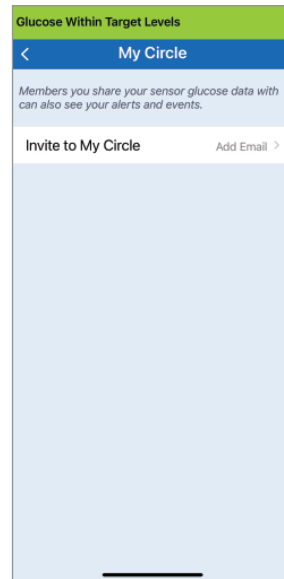 Glucose Within Target Levels
My Circle
Members you share your sensor glucose data with
can also see your alerts and events.
Invite to My Circle Add Email